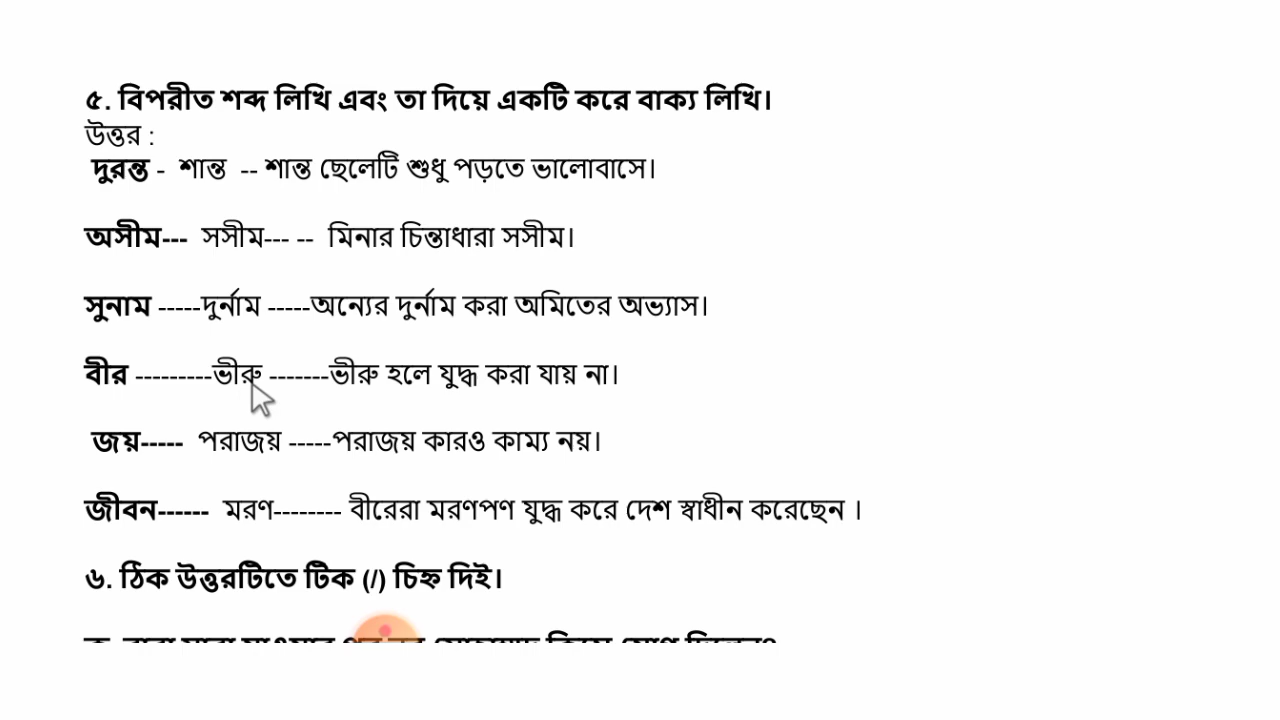 ৫. বিপরীত শব্দ লিখি এবং তা দিয়ে একটি করে বাক্য লিখি।
উত্তর :
দুরন্ত - শান্ত -- শান্ত ছেলেটি শুধু পড়তে ভালোবাসে।
অসীম--- সসীম--- -- মিনার চিন্তাধারা সসীম।
সুনাম -----দুর্নাম -----অন্যের দুর্নাম করা অমিতের অভ্যাস।
বীর ---------ভীরু -------ভীরু হলে যুদ্ধ করা যায় না।
জয়----- পরাজয় -----পরাজয় কারও কাম্য নয়।
জীবন------ মরণ-------- বীরেরা মরণপণ যুদ্ধ করে দেশ স্বাধীন করেছেন ।
৬. ঠিক উত্তরটিতে টিক (/) চিহ্ন দিই।